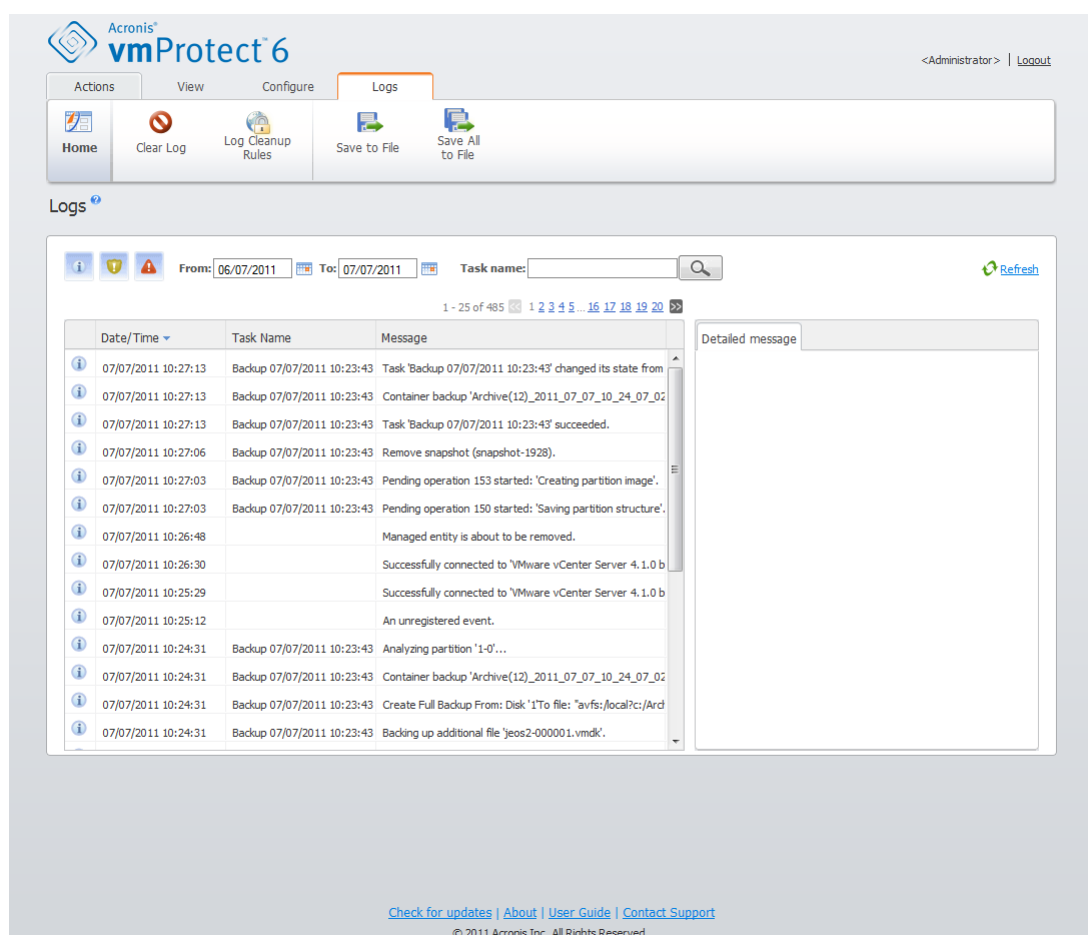 Acronis®
vmProtect™ 6
<Administrator> | Logout
Actions View Configure Logs
Home
Clear Log
Log Cleanup Rules
Save to File
Save All to File
Logs
From: 06/07/2011 To: 07/07/2011 Task name:
Refresh
1 - 25 of 485 1 2 3 4 5 ... 16 17 18 19 20
Date/Time Task Name Message
Detailed message
07/07/2011 10:27:13 Backup 07/07/2011 10:23:43 Task 'Backup 07/07/2011 10:23:43' changed its state from
07/07/2011 10:27:13 Backup 07/07/2011 10:23:43 Container backup 'Archive(12)_2011_07_07_10_24_07_02
07/07/2011 10:27:13 Backup 07/07/2011 10:23:43 Task 'Backup 07/07/2011 10:23:43' succeeded.
07/07/2011 10:27:06 Backup 07/07/2011 10:23:43 Remove snapshot (snapshot-1928).
07/07/2011 10:27:03 Backup 07/07/2011 10:23:43 Pending operation 153 started: 'Creating partition image'.
07/07/2011 10:27:03 Backup 07/07/2011 10:23:43 Pending operation 150 started: 'Saving partition structure'.
07/07/2011 10:26:48 Managed entity is about to be removed.
07/07/2011 10:26:30 Successfully connected to 'VMware vCenter Server 4.1.0 b
07/07/2011 10:25:29 Successfully connected to 'VMware vCenter Server 4.1.0 b
07/07/2011 10:25:12 An unregistered event.
07/07/2011 10:24:31 Backup 07/07/2011 10:23:43 Analyzing partition '1-0'...
07/07/2011 10:24:31 Backup 07/07/2011 10:23:43 Container backup 'Archive(12)_2011_07_07_10_24_07_02
07/07/2011 10:24:31 Backup 07/07/2011 10:23:43 Create Full Backup From: Disk '1'To file: "avfs:/local?c:/Arch
07/07/2011 10:24:31 Backup 07/07/2011 10:23:43 Backing up additional file 'jeos2-000001.vmdk'.
Check for updates | About | User Guide | Contact Support
© 2011 Acronis Inc. All Rights Reserved